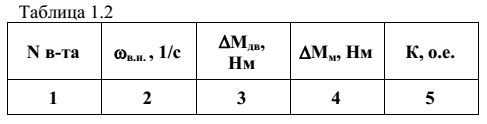 Таблица 1.2
N в-та ωв.н. , 1/с ΔMдв, Нм ΔMм, Нм K, о.е.
1 2 3 4 5